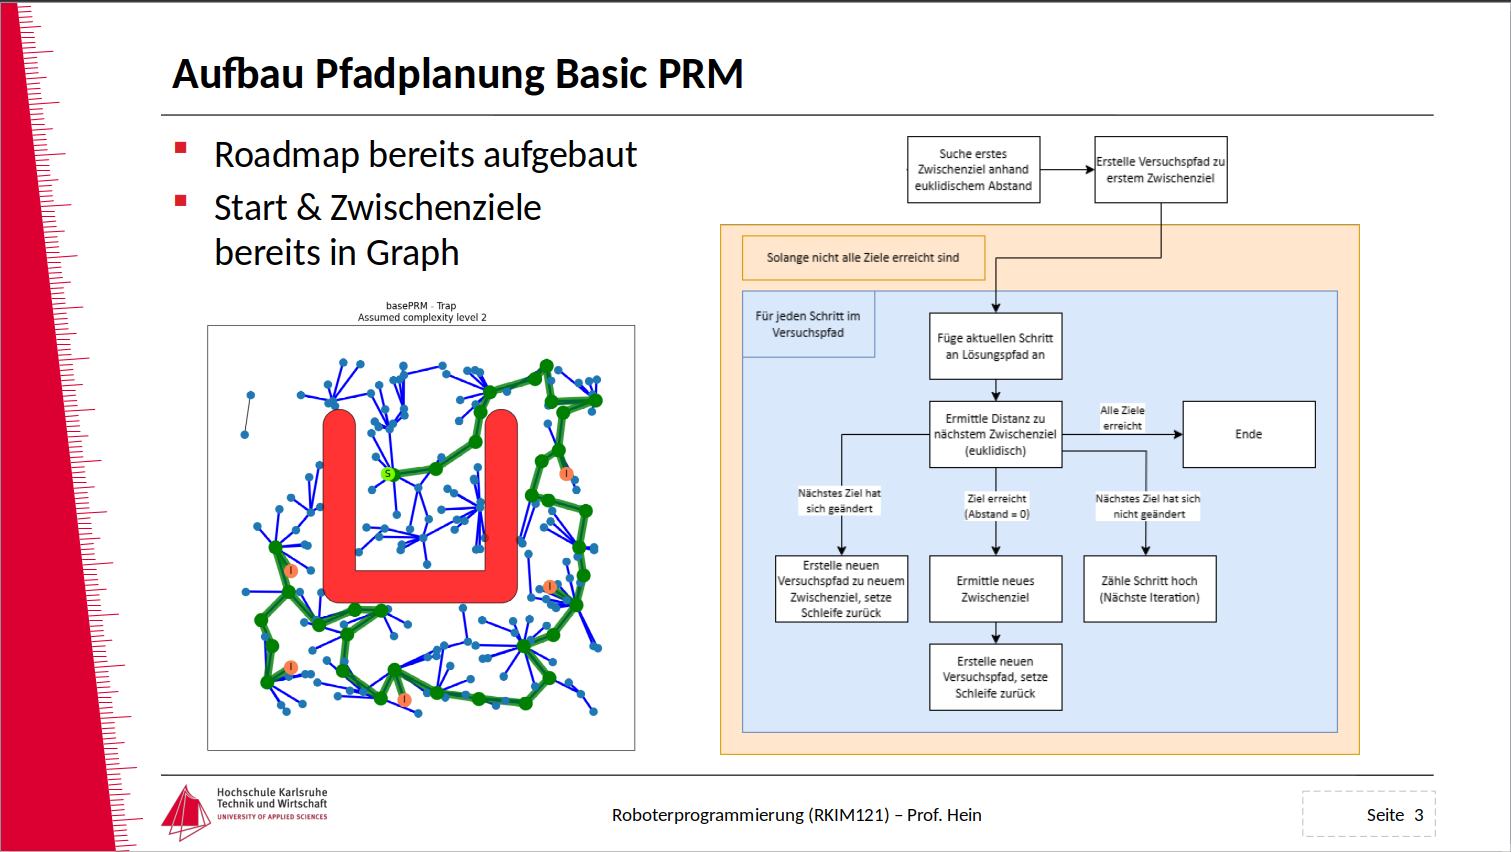 Aufbau Pfadplanung Basic PRM
Roadmap bereits aufgebaut
Start & Zwischenziele
bereits in Graph
basePRM - Trap
Assumed complexity level 2
S
I
I
I
I
I
Suche erstes
Zwischenziel anhand
euklidischem Abstand
Erstelle Versuchspfad zu
erstem Zwischenziel
Solange nicht alle Ziele erreicht sind
Für jeden Schritt im
Versuchspfad
Füge aktuellen Schritt
an Lösungspfad an
Ermittle Distanz zu
nächstem Zwischenziel
(euklidisch)
Alle Ziele
erreicht
Ende
Nächstes Ziel hat
sich geändert
Ziel erreicht
(Abstand = 0)
Nächstes Ziel hat sich
nicht geändert
Erstelle neuen
Versuchspfad zu neuem
Zwischenziel, setze
Schleife zurück
Ermittle neues
Zwischenziel
Zähle Schritt hoch
(Nächste Iteration)
Erstelle neuen
Versuchspfad, setze
Schleife zurück
Hochschule Karlsruhe
Technik und Wirtschaft
UNIVERSITY OF APPLIED SCIENCES
Roboterprogrammierung (RKIM121) – Prof. Hein
Seite 3